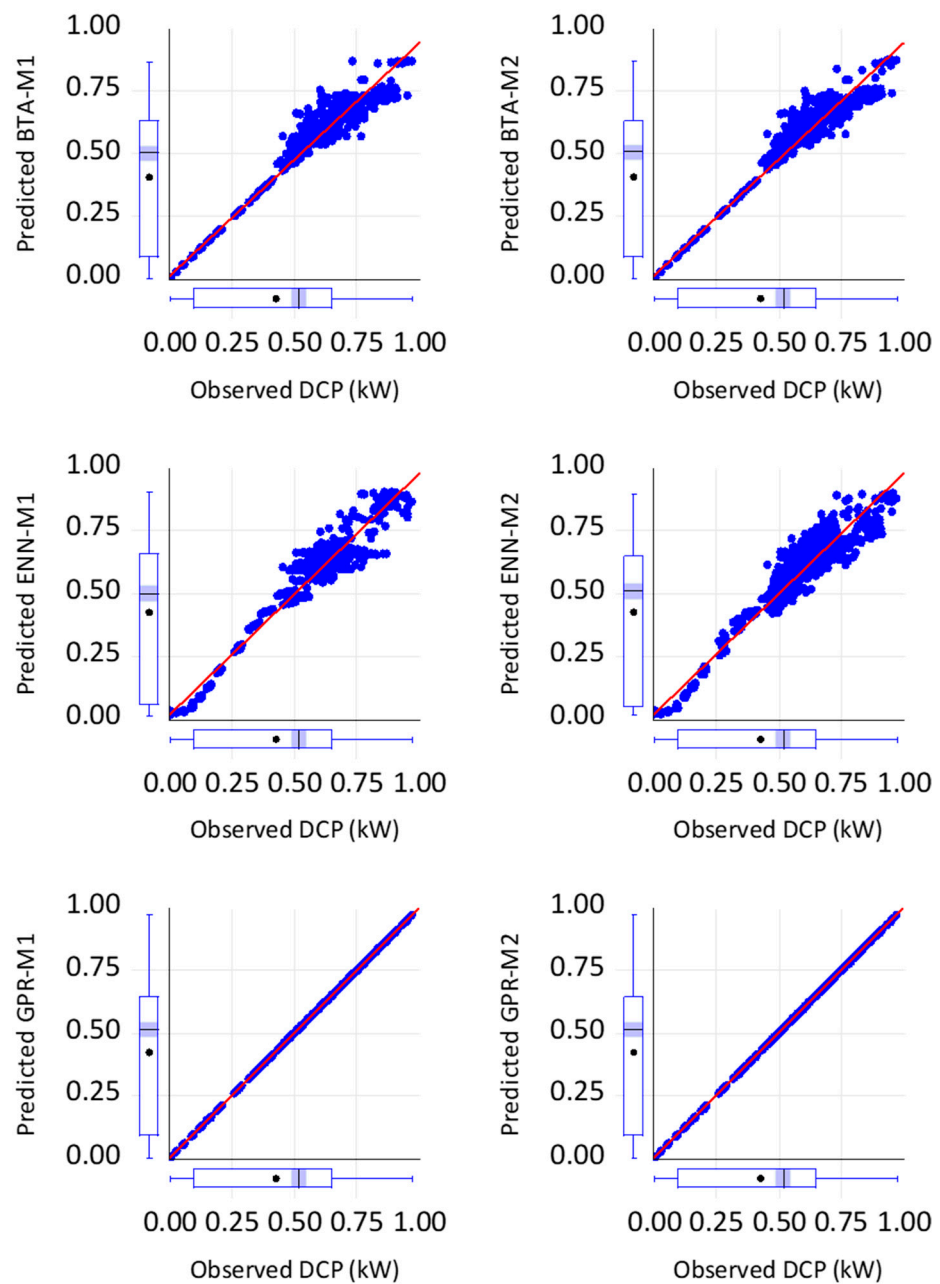 Predicted BTA-M1
1.00
0.75
0.50
0.25
0.00
0.00 0.25 0.50 0.75 1.00
Observed DCP (kW)
Predicted BTA-M2
1.00
0.75
0.50
0.25
0.00
0.00 0.25 0.50 0.75 1.00
Observed DCP (kW)
Predicted ENN-M1
1.00
0.75
0.50
0.25
0.00
0.00 0.25 0.50 0.75 1.00
Observed DCP (kW)
Predicted ENN-M2
1.00
0.75
0.50
0.25
0.00
0.00 0.25 0.50 0.75 1.00
Observed DCP (kW)
Predicted GPR-M1
1.00
0.75
0.50
0.25
0.00
0.00 0.25 0.50 0.75 1.00
Observed DCP (kW)
Predicted GPR-M2
1.00
0.75
0.50
0.25
0.00
0.00 0.25 0.50 0.75 1.00
Observed DCP (kW)